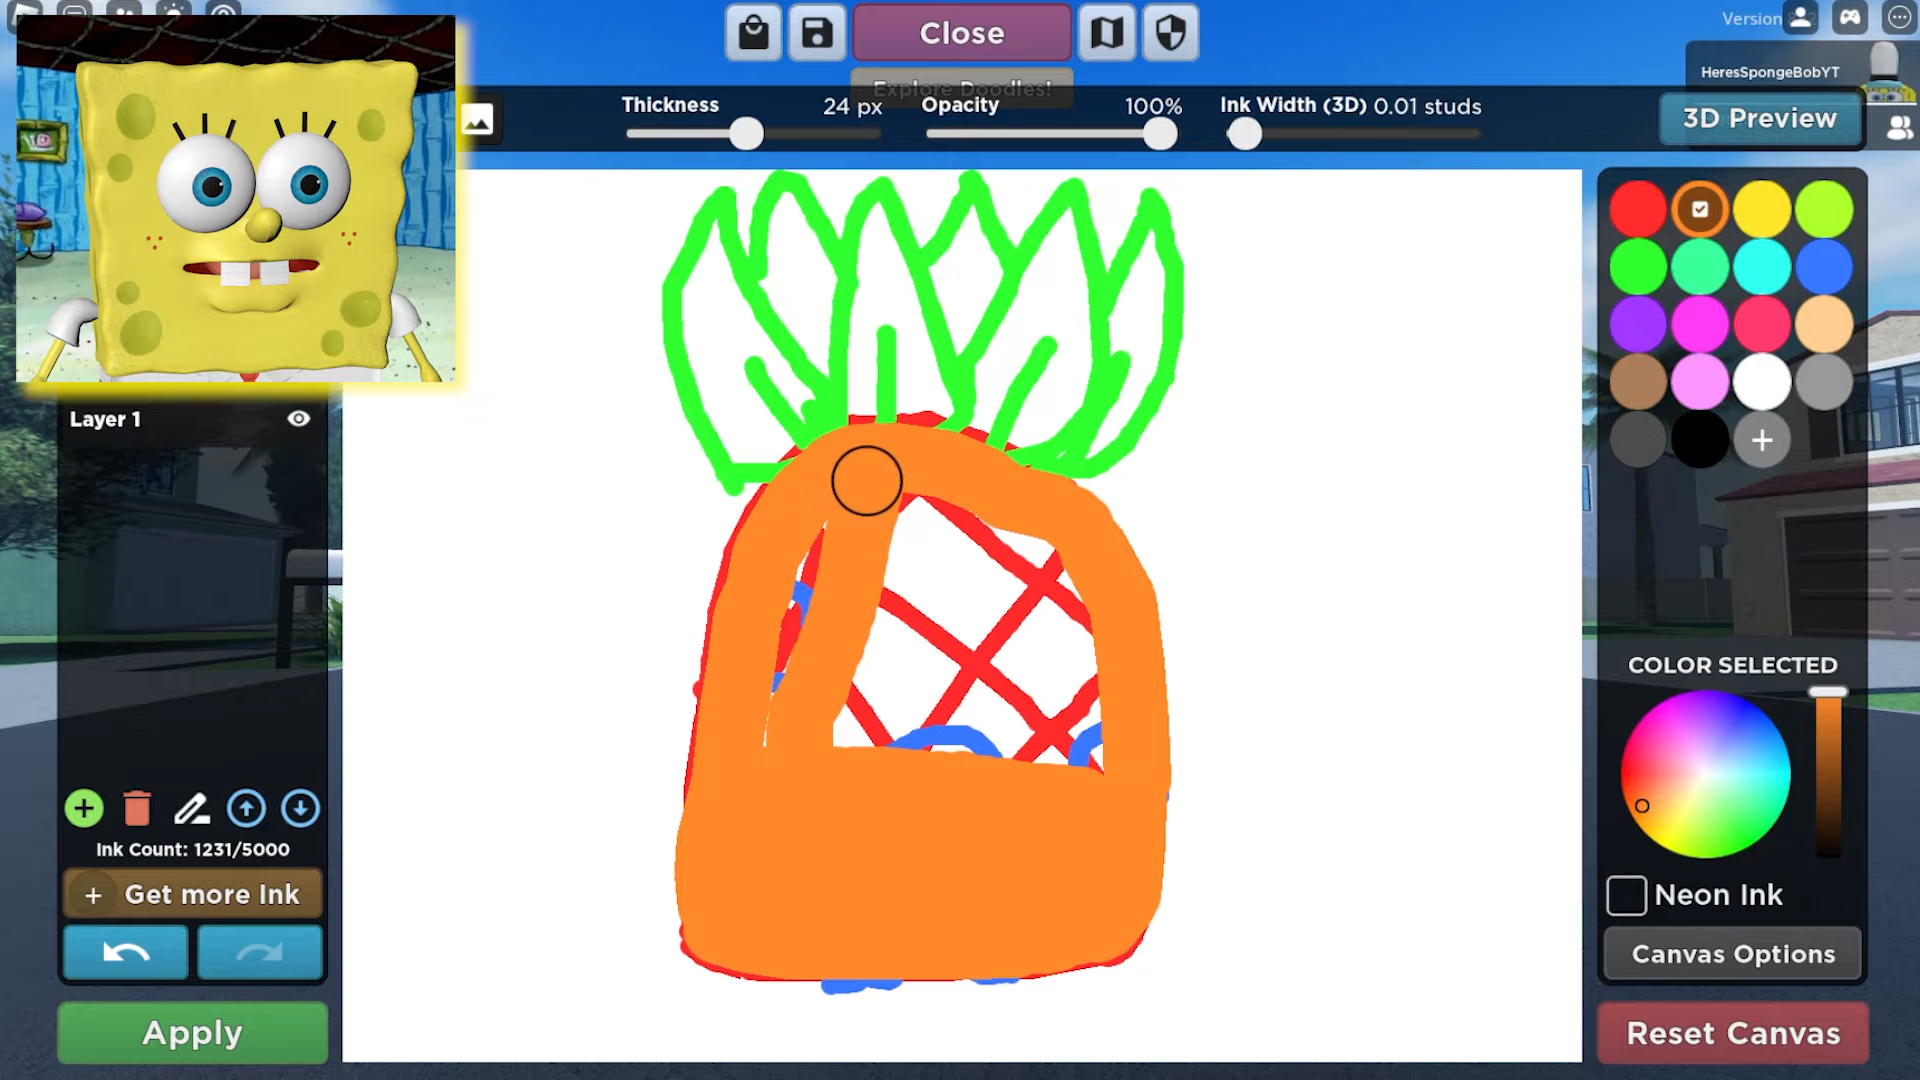 Close
Version
Explore Doodles!
HeresSpongeBobYT
Thickness 24 px Opacity 100% Ink Width (3D) 0.01 studs
3D Preview
Layer 1
Ink Count: 1231/5000
+ Get more Ink
Apply
COLOR SELECTED
Neon Ink
Canvas Options
Reset Canvas